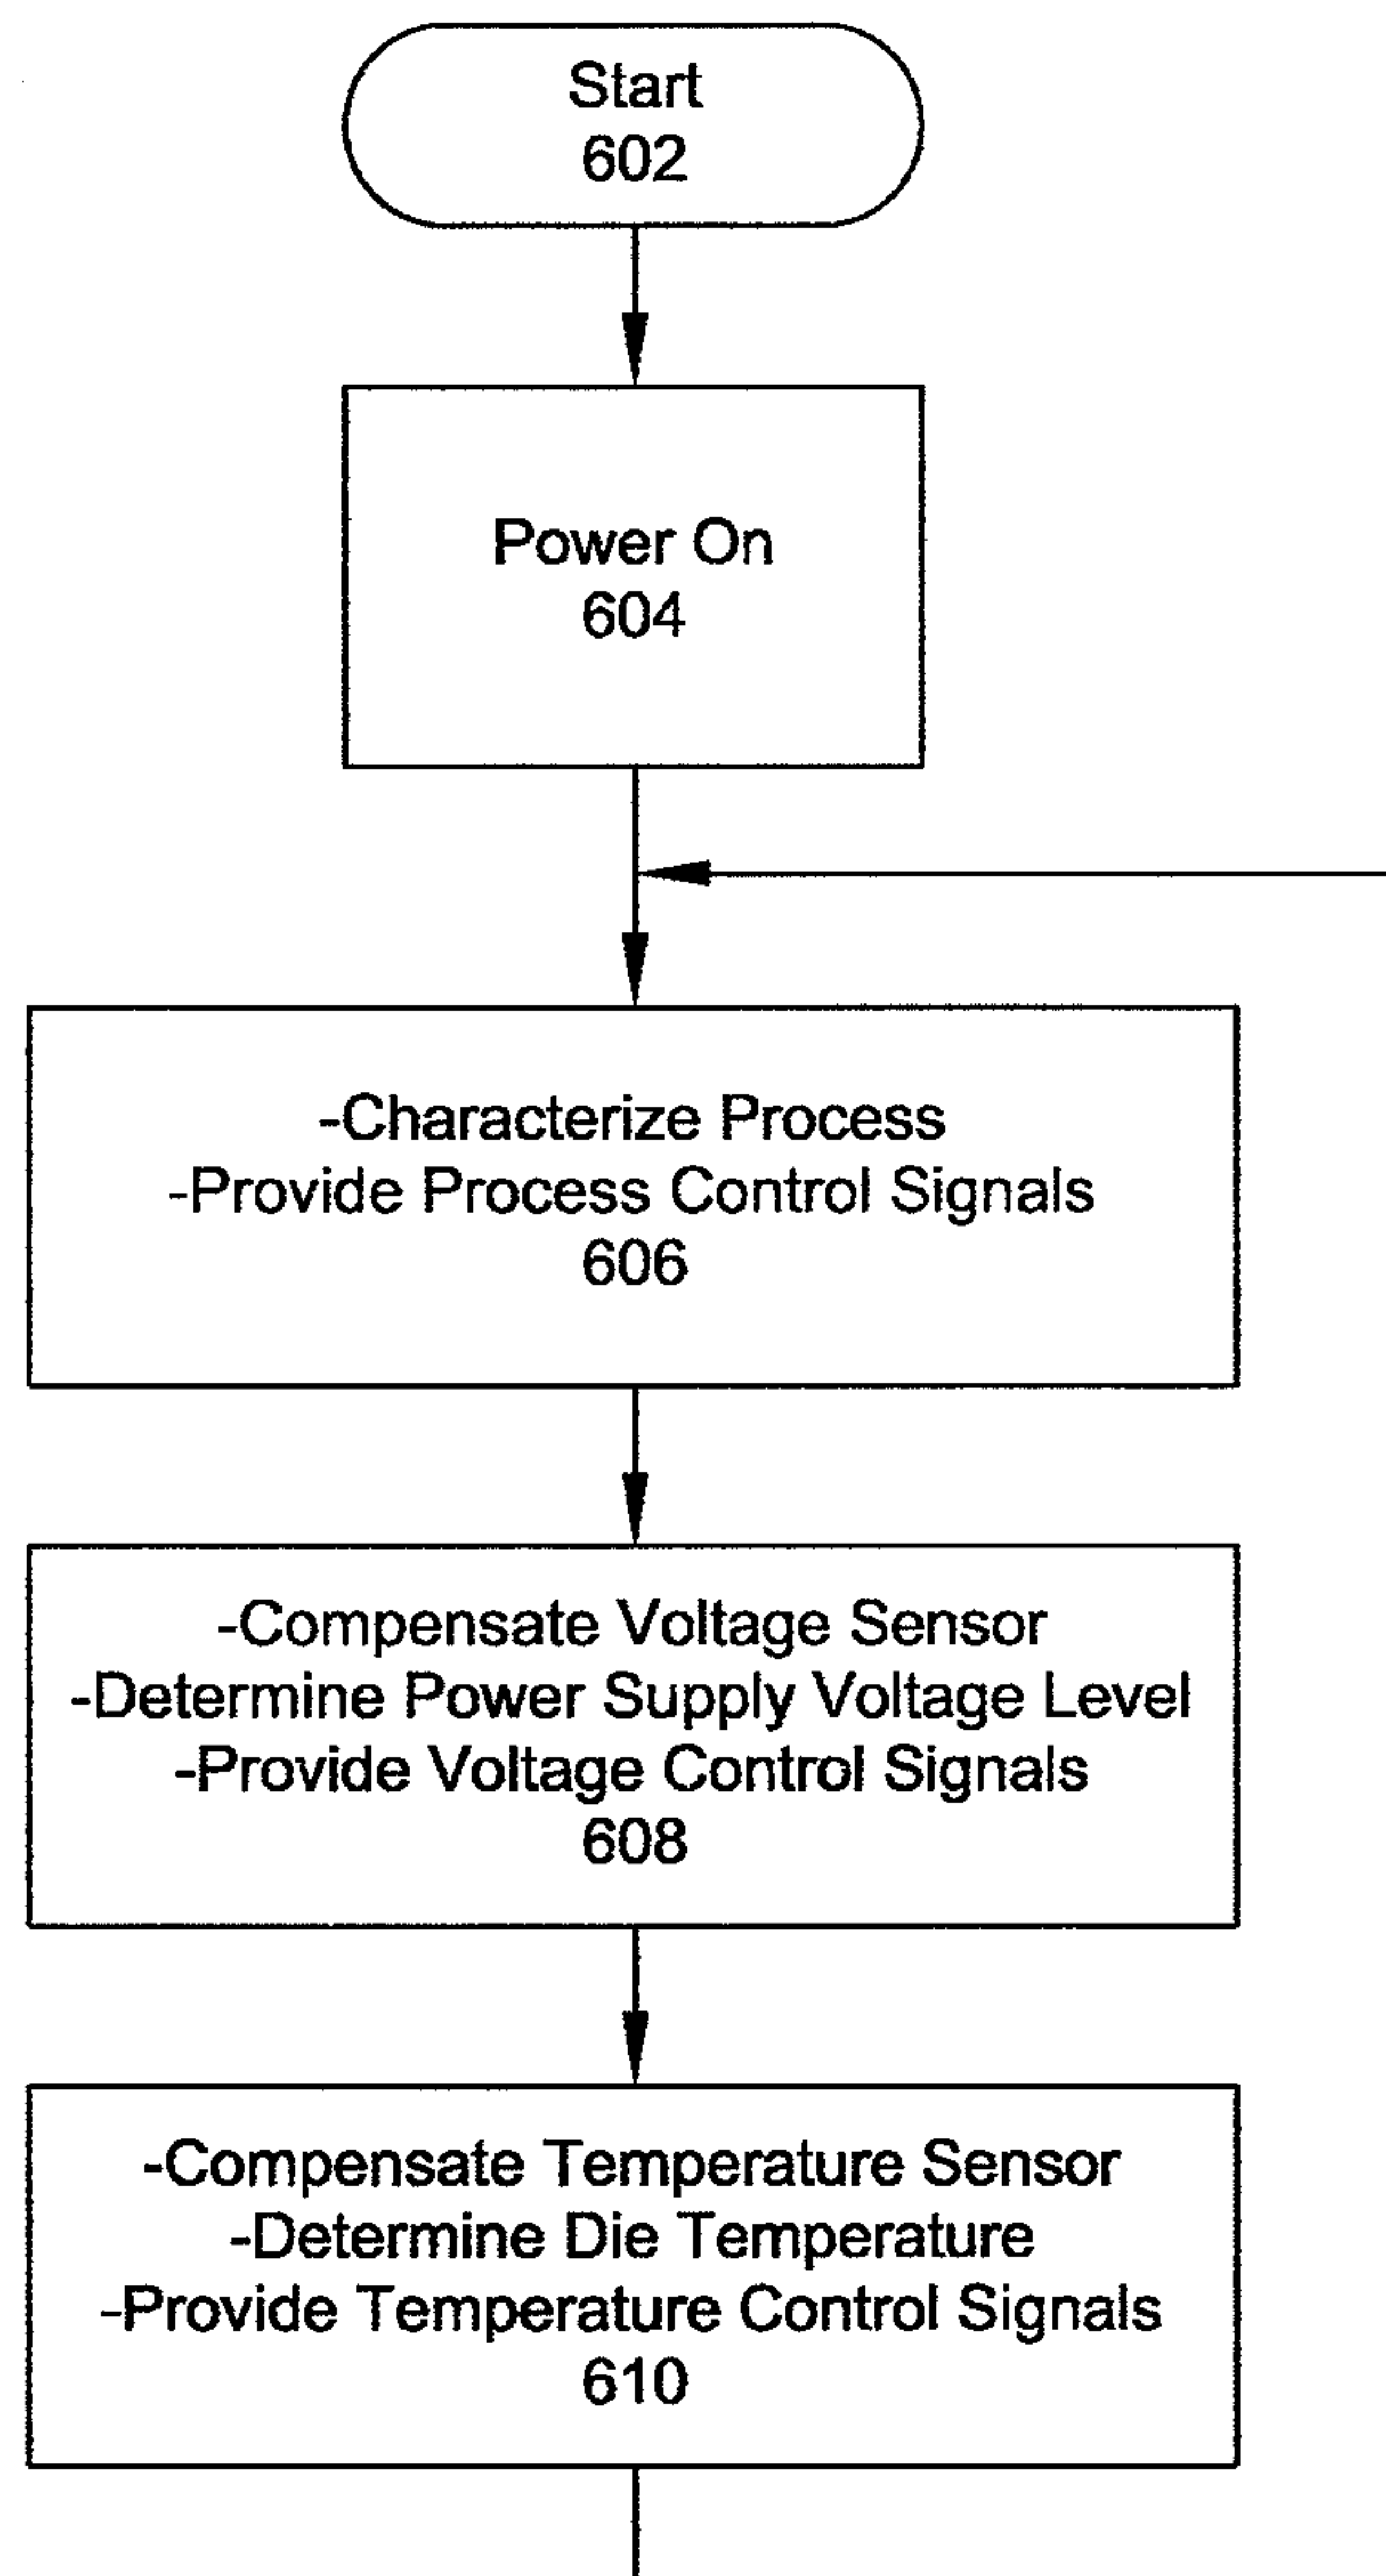 Start
602
Power On
604
-Characterize Process
-Provide Process Control Signals
606
-Compensate Voltage Sensor
-Determine Power Supply Voltage Level
-Provide Voltage Control Signals
608
-Compensate Temperature Sensor
-Determine Die Temperature
-Provide Temperature Control Signals
610